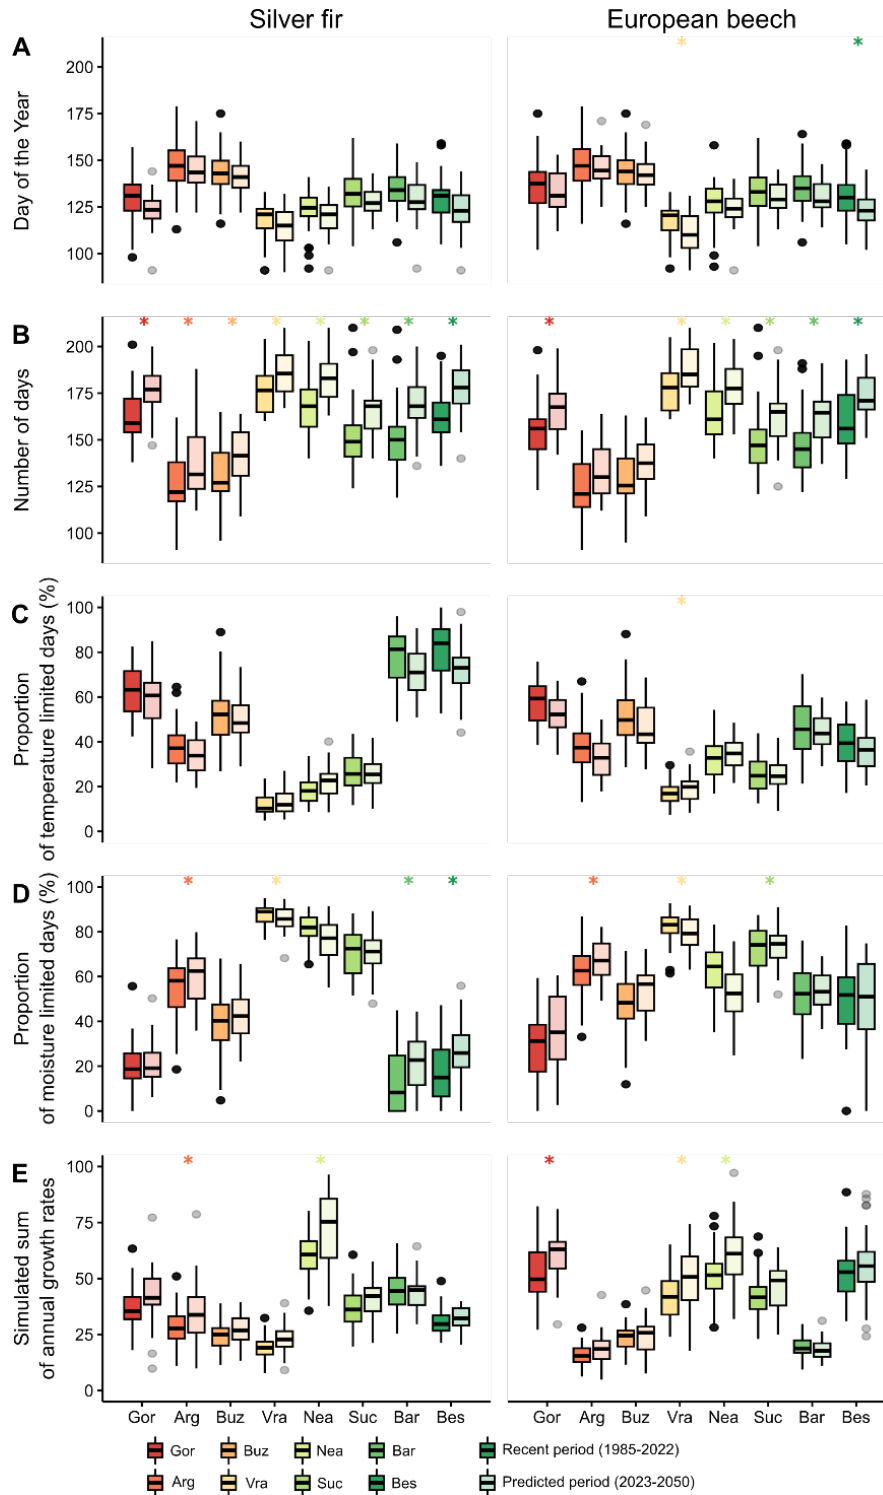 Silver fir
European beech
A
Day of the Year
200
175
150
125
100
* *
B
Number of days
200
175
150
125
100
* * * * * * * *
* * * * * *
C
Proportion
of temperature limited days (%)
100
80
60
40
20
0
*
D
Proportion
of moisture limited days (%)
100
80
60
40
20
0
* * * *
* * *
E
Simulated sum
of annual growth rates
100
75
50
25
0
* *
* * *
Gor Arg Buz Vra Nea Suc Bar Bes
Gor Arg Buz Vra Nea Suc Bar Bes
Gor Buz Nea Bar Recent period (1985-2022)
Arg Vra Suc Bes Predicted period (2023-2050)